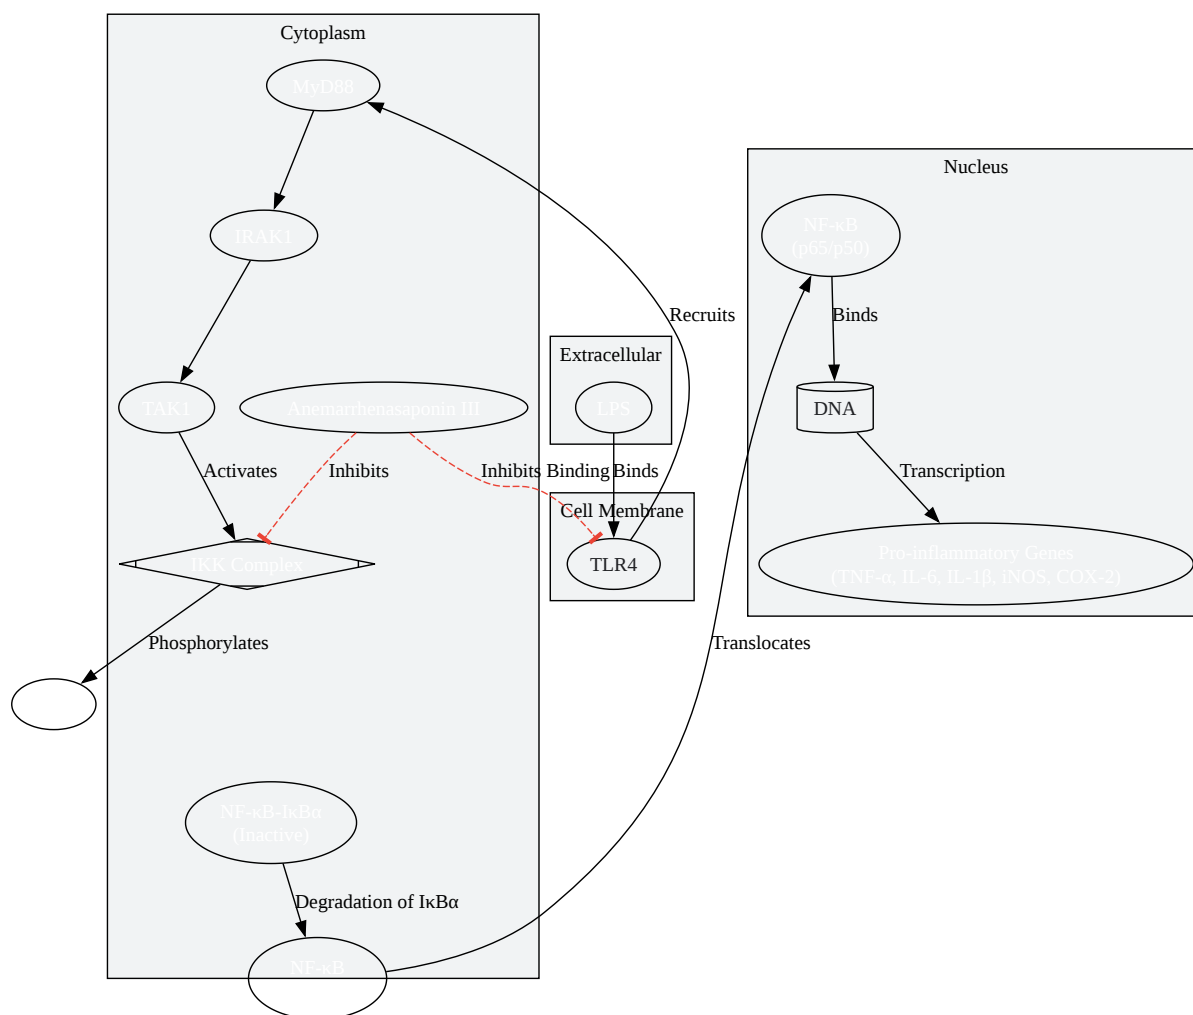 Cytoplasm
MyD88
Nucleus
NF-κB
(p65/p50)
IRAK1
Recruits
Binds
Extracellular
TAK1
Anemarrhenasaponin III
LPS
DNA
Activates
Inhibits
Inhibits Binding
Binds
Transcription
Cell Membrane
IKK Complex
TLR4
Pro-inflammatory Genes
(TNF-α, IL-6, IL-1β, iNOS, COX-2)
Phosphorylates
Translocates
NF-κB-IκBα
(Inactive)
Degradation of IκBα
NF-κB